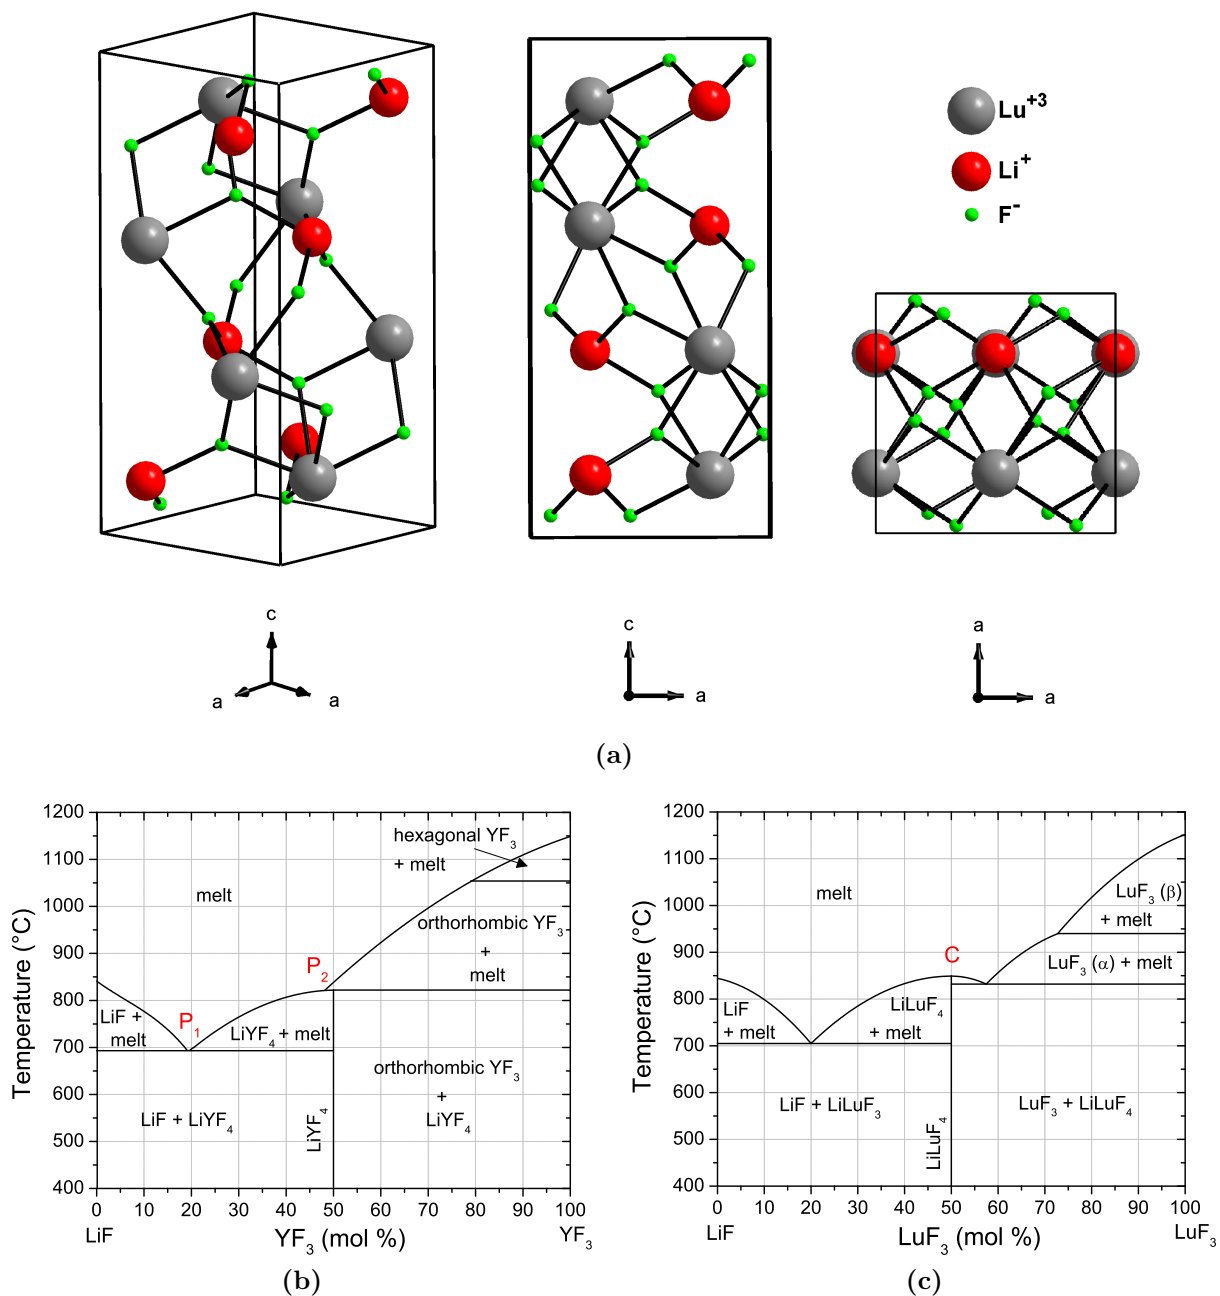 Lu+3
Li+
F-
c
a
a
c
a
a
a
(a)
1200
1100
1000
900
800
700
600
500
400
Temperature (°C)
hexagonal YF3
+ melt
melt
orthorhombic YF3
+
melt
P2
P1
LiF +
melt
LiYF4 + melt
orthorhombic YF3
+
LiYF4
LiF + LiYF4
LiYF4
0 10 20 30 40 50 60 70 80 90 100
LiF
YF3 (mol %)
YF3
(b)
1200
1100
1000
900
800
700
600
500
400
Temperature (°C)
melt
LuF3 (β)
+ melt
C
LuF3 (α) + melt
LiF
+ melt
LiLuF4
+ melt
LiF + LiLuF3
LuF3 + LiLuF4
LiLuF4
0 10 20 30 40 50 60 70 80 90 100
LiF
LuF3 (mol %)
LuF3
(c)